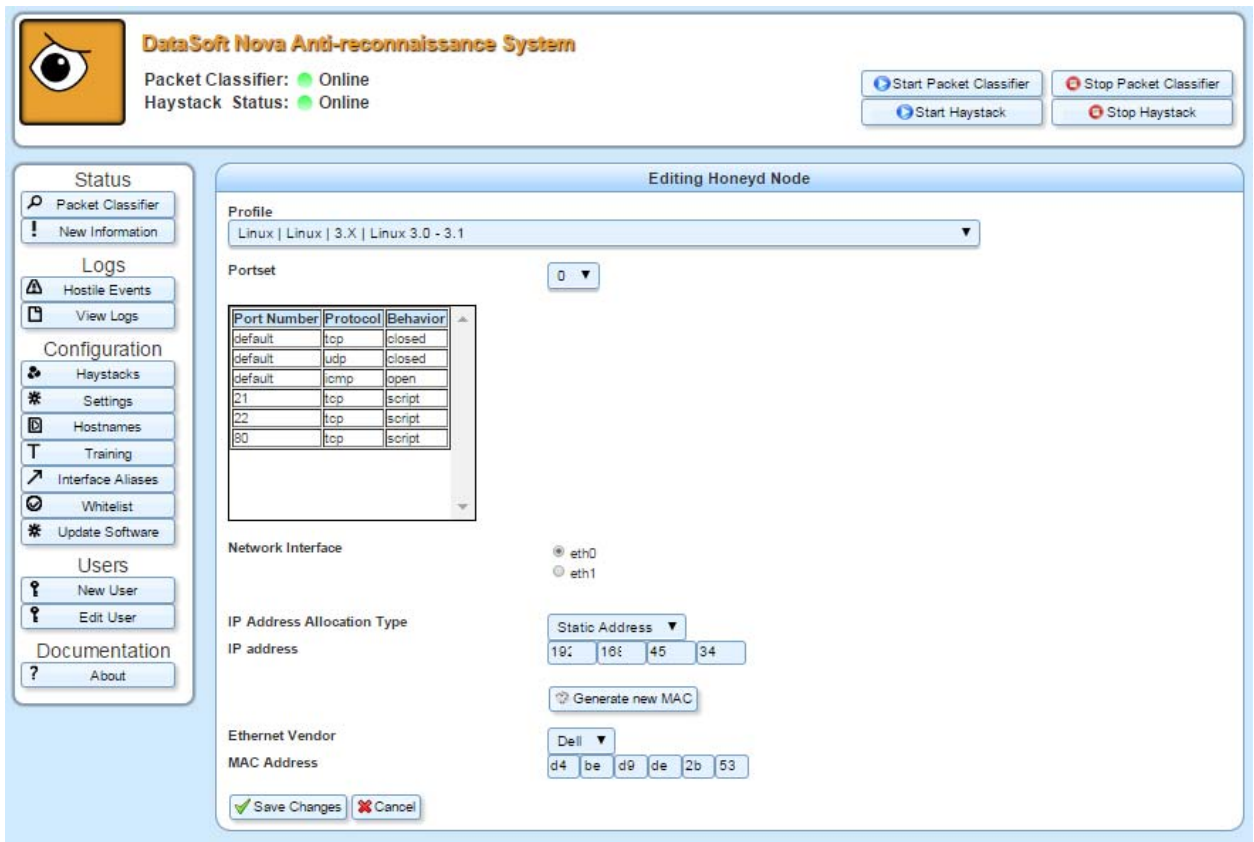 DataSoft Nova Anti-reconnaissance System
Packet Classifier: Online
Haystack Status: Online
Start Packet Classifier
Stop Packet Classifier
Start Haystack
Stop Haystack
Status
Packet Classifier
New Information
Logs
Hostile Events
View Logs
Configuration
Haystacks
Settings
Hostnames
Training
Interface Aliases
Whitelist
Update Software
Users
New User
Edit User
Documentation
About
Editing Honeyd Node
Profile
Linux | Linux | 3.X | Linux 3.0 - 3.1
Portset 0
Port Number Protocol Behavior
default tcp closed
default udp closed
default icmp open
21 tcp script
22 tcp script
80 tcp script
Network Interface
eth0
eth1
IP Address Allocation Type Static Address
IP address 45 34
Generate new MAC
Ethernet Vendor Dell
MAC Address d4 be d9 de 2b 53
Save Changes Cancel